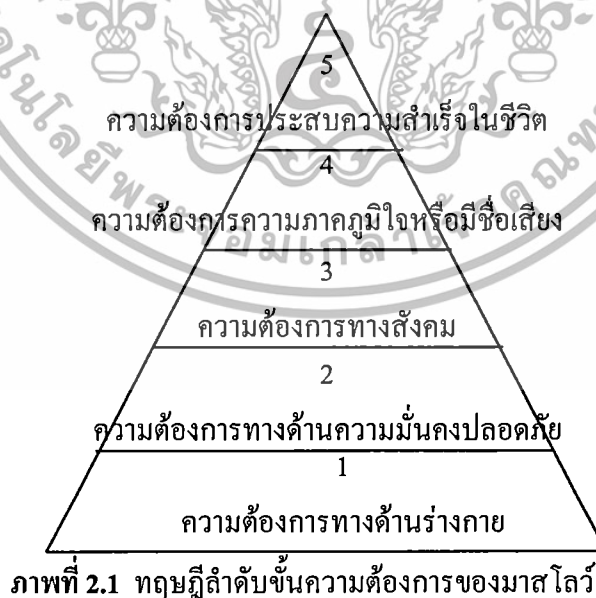 5
ความต้องการประสบความสำเร็จในชีวิต
4
ความต้องการความภาคภูมิใจหรือมีชื่อเสียง
3
ความต้องการทางสังคม
2
ความต้องการทางด้านความมั่นคงปลอดภัย
1
ความต้องการทางด้านร่างกาย
ภาพที่ 2.1 ทฤษฎีลำดับขั้นความต้องการของมาสโลว์